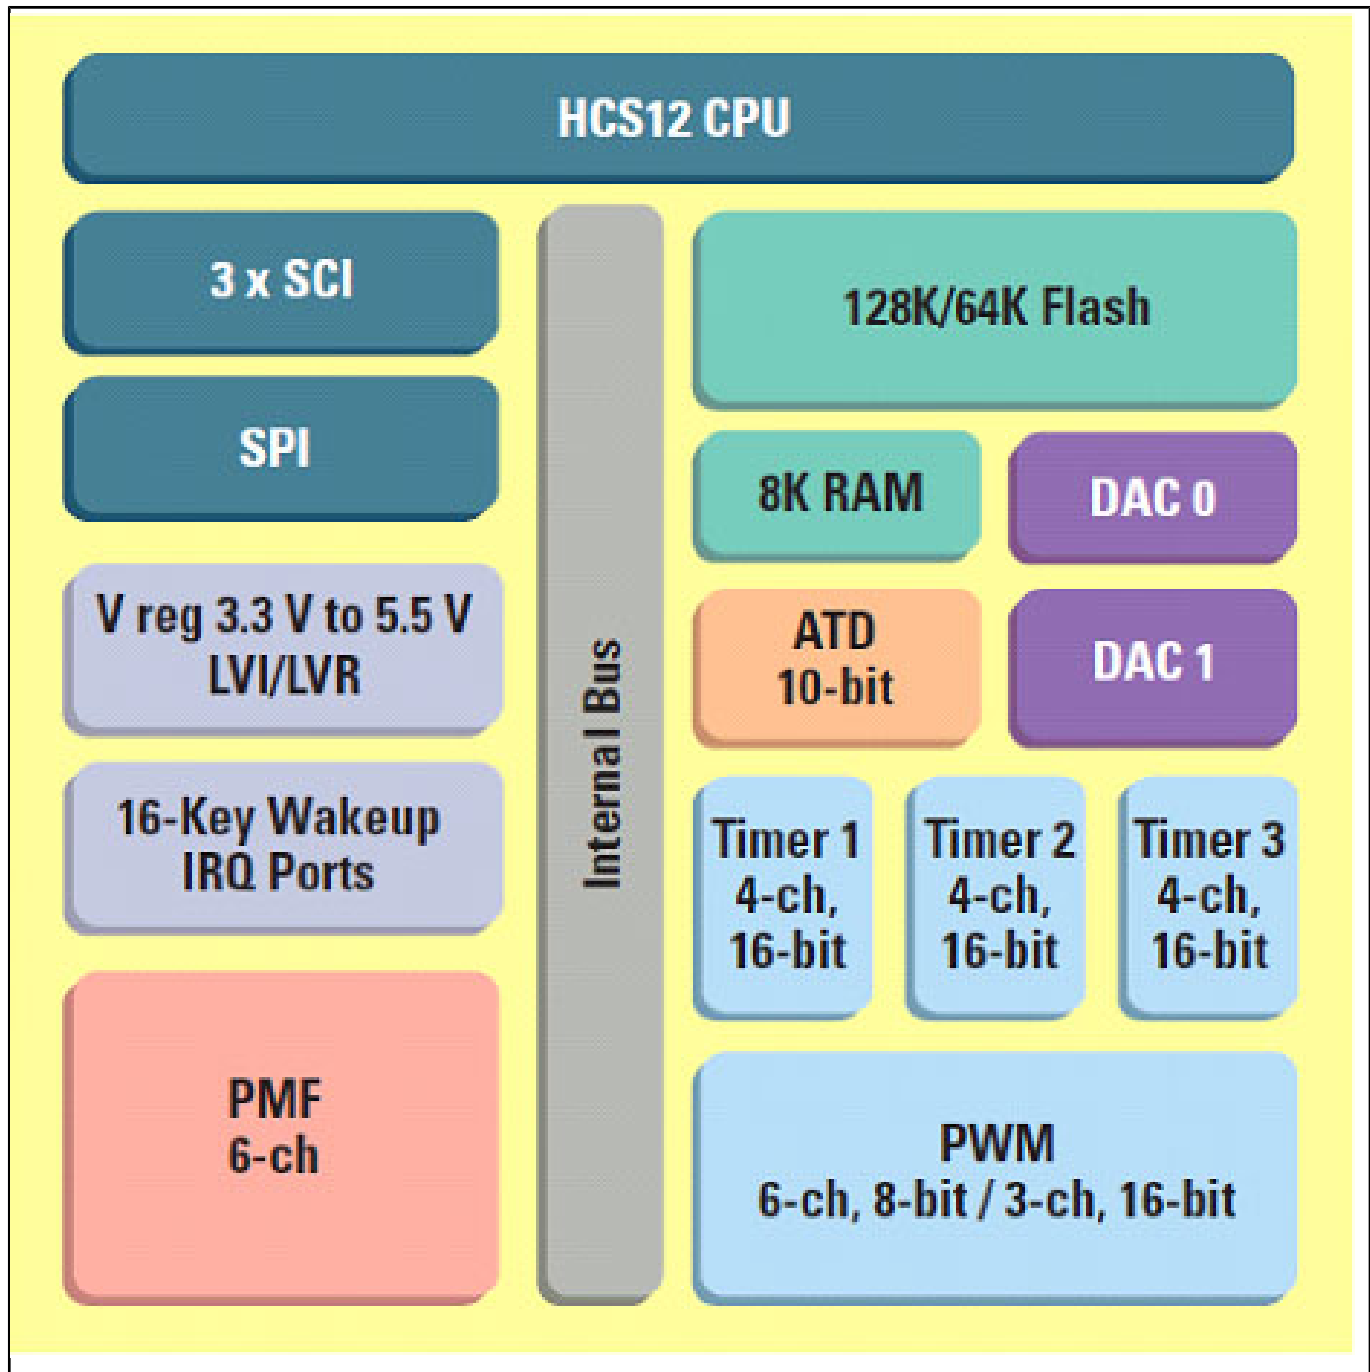 HCS12 CPU
3 x SCI
SPI
V reg 3.3 V to 5.5 V
LVI/LVR
16-Key Wakeup
IRQ Ports
PMF
6-ch
Internal Bus
128K/64K Flash
8K RAM
DAC 0
ATD
10-bit
DAC 1
Timer 1
4-ch,
16-bit
Timer 2
4-ch,
16-bit
Timer 3
4-ch,
16-bit
PWM
6-ch, 8-bit / 3-ch, 16-bit